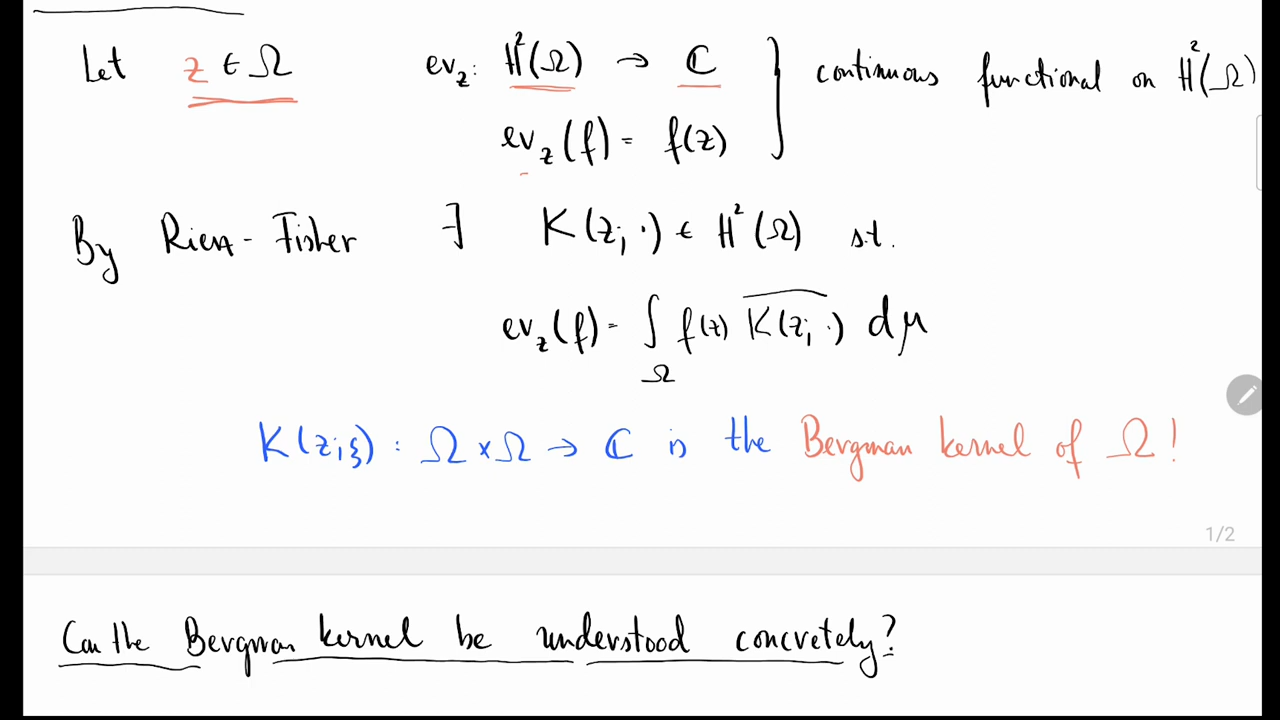 Let z ∈ Ω ev_z: H²(Ω) → ℂ } continuous functional on H²(Ω)
ev_z(f) = f(z)
By Riesz-Fisher ∃ K(z; ·) ∈ H²(Ω) s.t.
ev_z(f) = ∫_Ω f(z) \overline{K(z; ·)} dμ
K(z;ξ) : Ω × Ω → ℂ is the Bergman kernel of Ω!
1/2
Can the Bergman kernel be understood concretely?